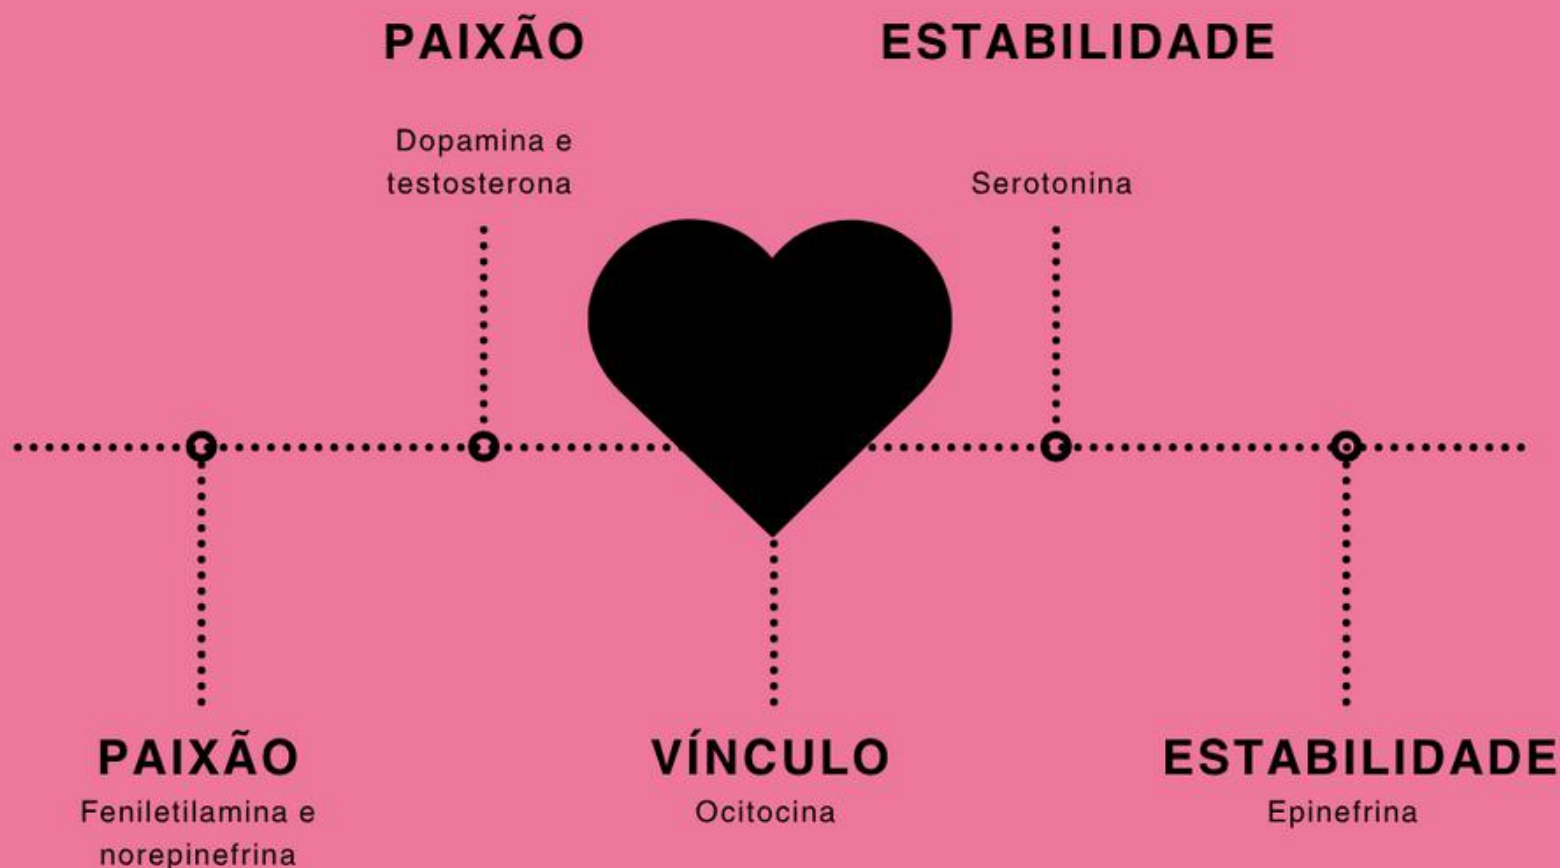 PAIXÃO
Dopamina e
testosterona
ESTABILIDADE
Serotonina
PAIXÃO
Feniletilamina e
norepinefrina
VÍNCULO
Ocitocina
ESTABILIDADE
Epinefrina